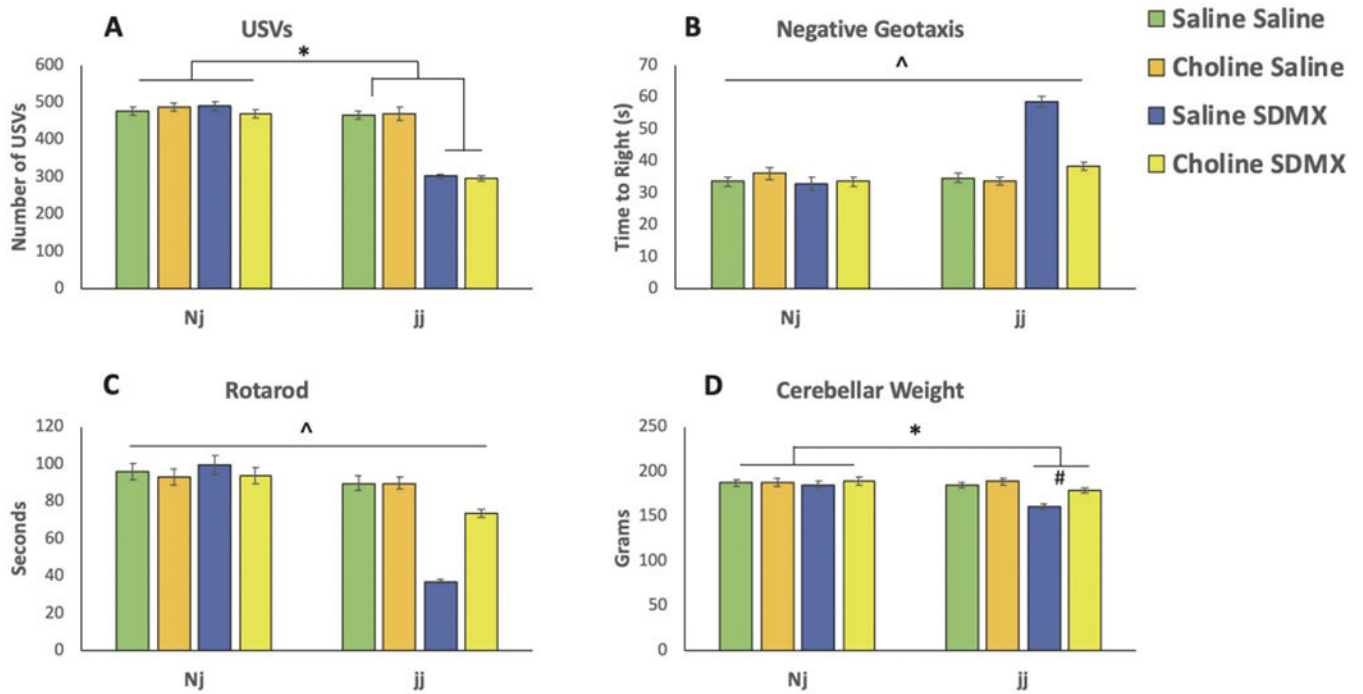 A USVs
*
Number of USVs
600
500
400
300
200
100
0
Nj jj
B Negative Geotaxis
^
Time to Right (s)
70
60
50
40
30
20
10
0
Nj jj
Saline Saline
Choline Saline
Saline SDMX
Choline SDMX
C Rotarod
^
Seconds
120
100
80
60
40
20
0
Nj jj
D Cerebellar Weight
*
#
Grams
250
200
150
100
50
0
Nj jj